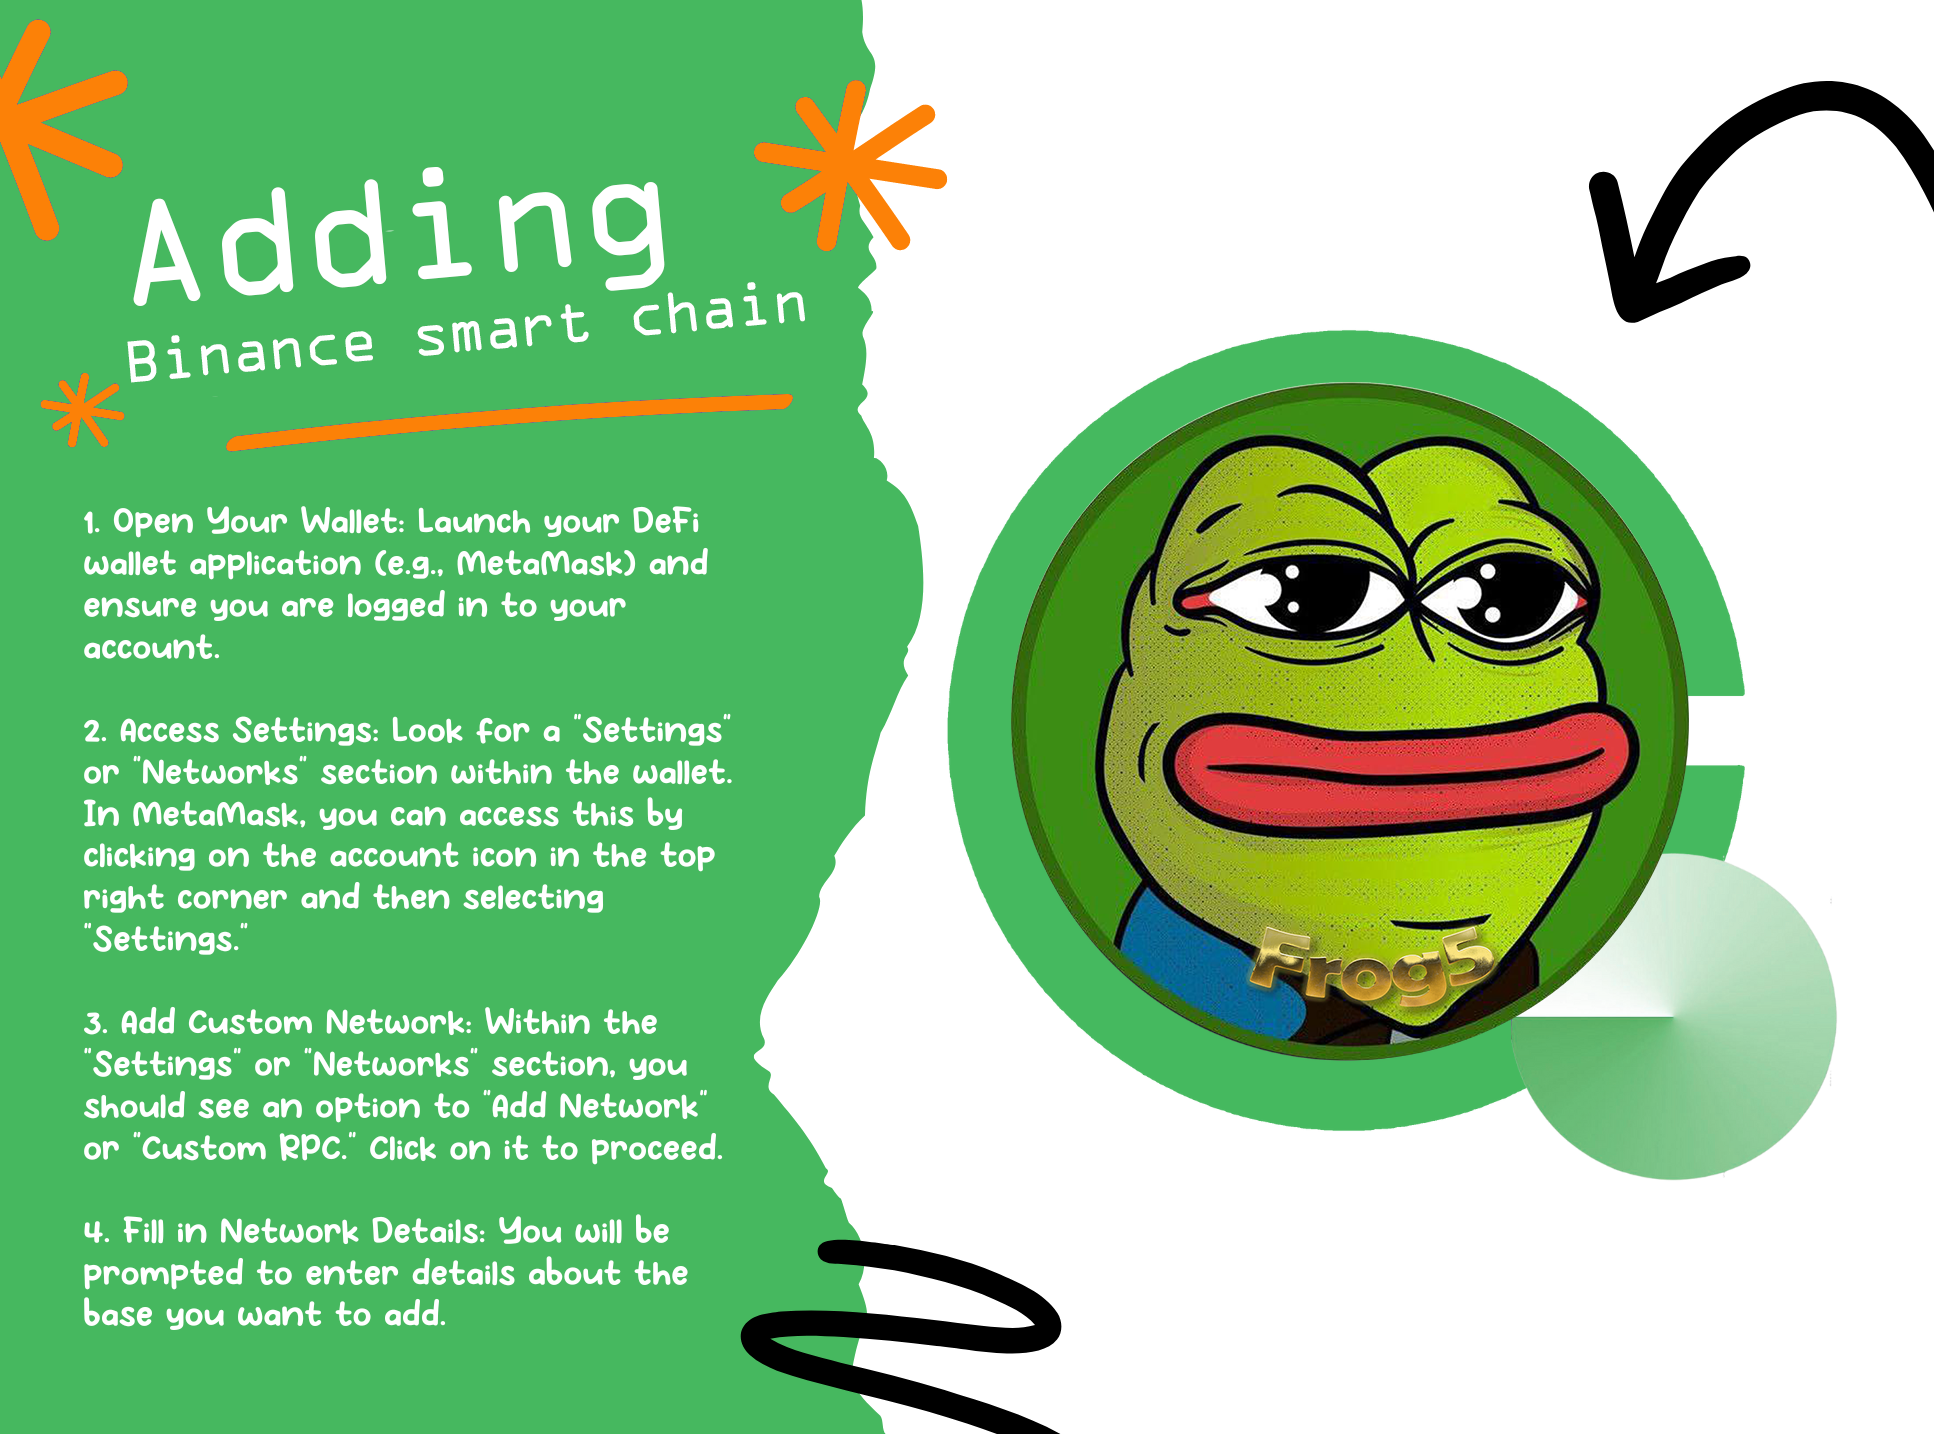 Adding
Binance smart chain
1. Open Your Wallet: Launch your DeFi
wallet application (e.g., MetaMask) and
ensure you are logged in to your
account.
2. Access Settings: Look for a "Settings"
or "Networks" section within the wallet.
In MetaMask, you can access this by
clicking on the account icon in the top
right corner and then selecting
"Settings."
3. Add Custom Network: Within the
"Settings" or "Networks" section, you
should see an option to "Add Network"
or "Custom RPC." Click on it to proceed.
4. Fill in Network Details: You will be
prompted to enter details about the
base you want to add.
Frog5